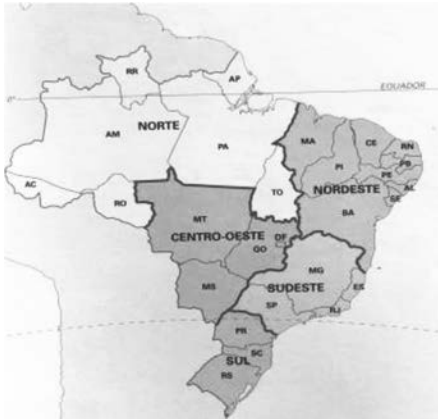 RR
AP
EQUADOR
0°
AM
NORTE
PA
MA
CE
RN
PB
PI
PE
AL
SE
NORDESTE
AC
RO
TO
BA
MT
CENTRO-OESTE
DF
GO
MG
MS
SUDESTE
ES
SP
RJ
PR
SC
SUL
RS